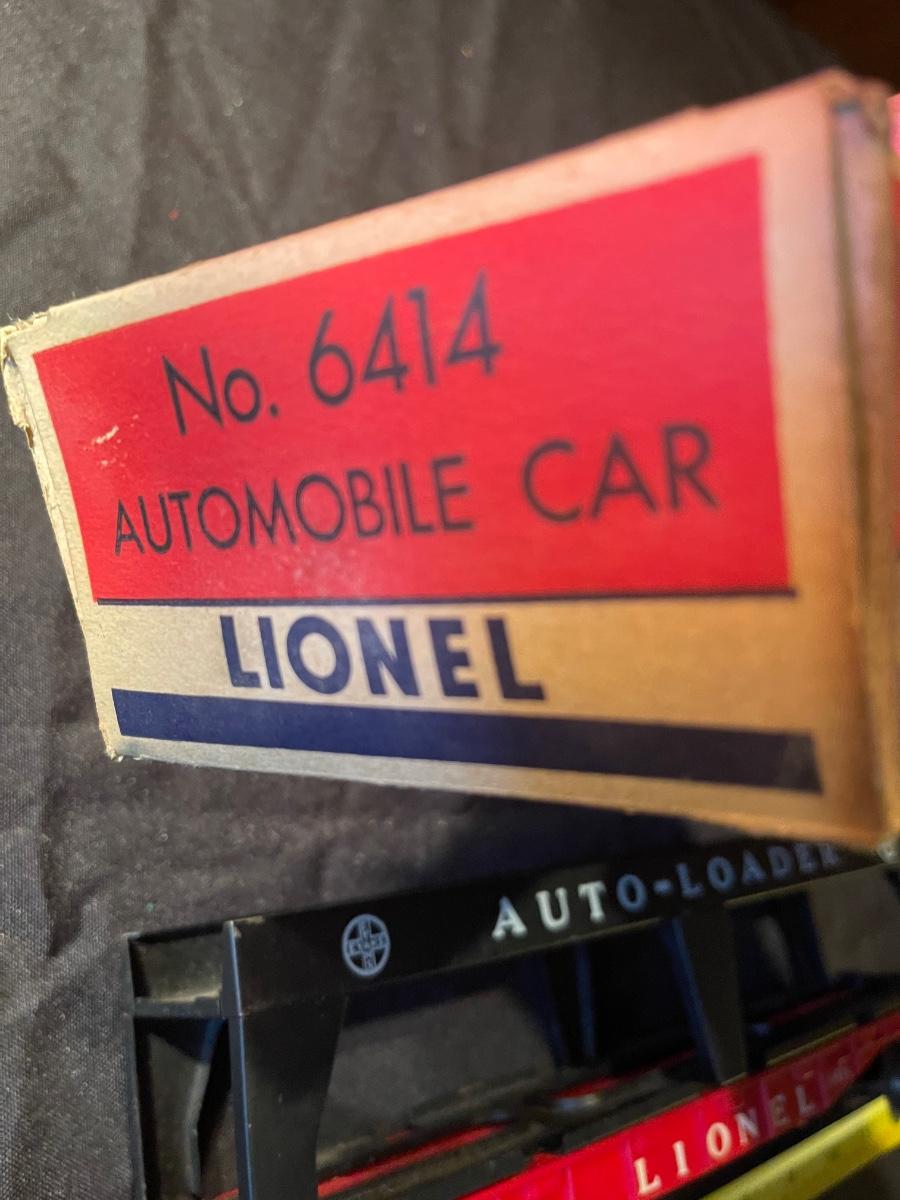 No. 6414
AUTOMOBILE CAR
LIONEL
AUTO-LOADER
LIONEL